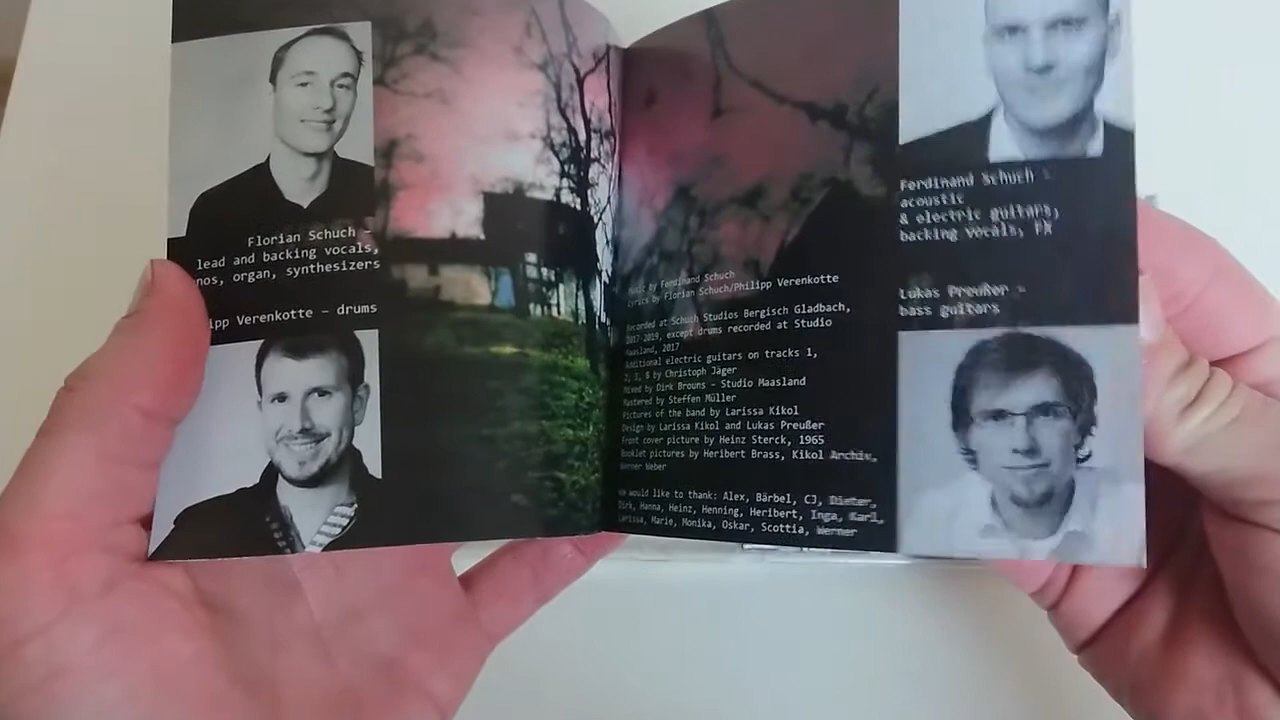 Florian Schuch –
lead and backing vocals,
organ, synthesizers
Verenkotte – drums
Music by Ferdinand Schuch
Lyrics by Florian Schuch/Philipp Verenkotte
Recorded at Schuch Studios Bergisch Gladbach,
2017-2019, except drums recorded at Studio
Maasland, 2017
Additional electric guitars on tracks 1,
by Christoph Jäger
Mixed by Dirk Brouns – Studio Maasland
Mastered by Steffen Müller
Pictures of the band by Larissa Kikol
Design by Larissa Kikol and Lukas Preußer
Front cover picture by Heinz Sterck, 1965
Booklet pictures by Heribert Brass, Kikol Archiv,
Werner Weber
We would like to thank: Alex, Bärbel, CJ, Dieter,
Dirk, Hanna, Heinz, Henning, Heribert, Inga, Karl,
Larissa, Marie, Monika, Oskar, Scottia, Werner
Ferdinand Schuch –
acoustic
& electric guitars,
backing vocals, FX
Lukas Preußer –
bass guitars